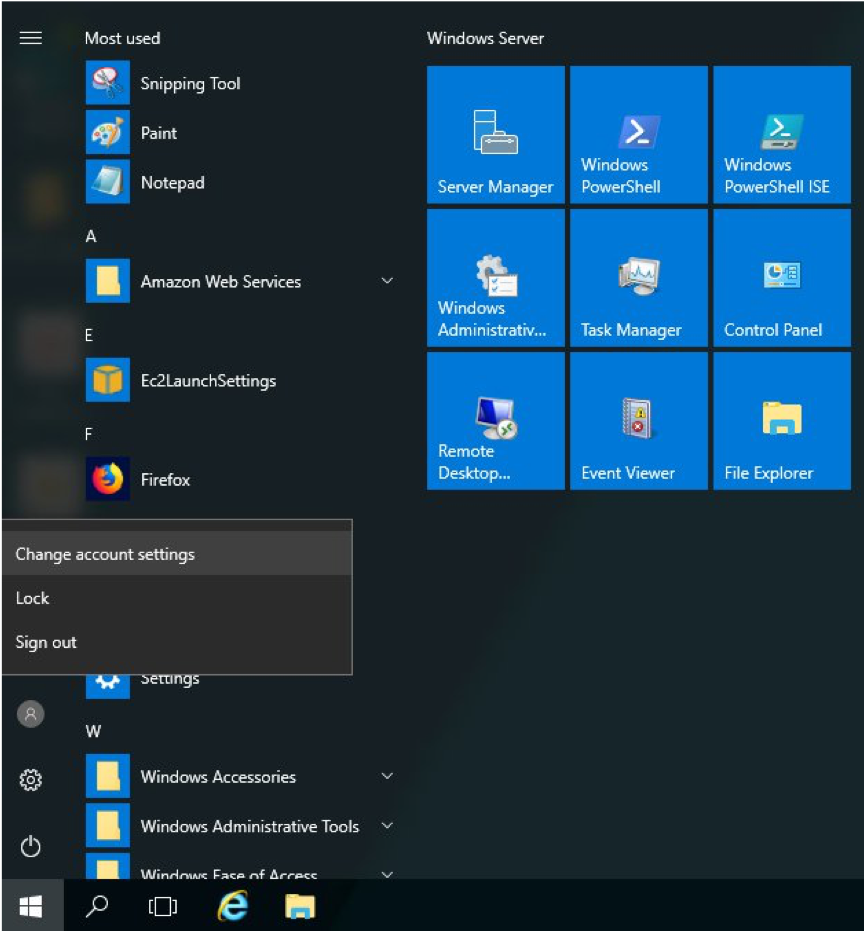 Most used
Snipping Tool
Paint
Notepad
A
Amazon Web Services
E
Ec2LaunchSettings
F
Firefox
Change account settings
Lock
Sign out
Settings
W
Windows Accessories
Windows Administrative Tools
Windows Ease of Access
Windows Server
Server Manager
Windows
PowerShell
Windows
PowerShell ISE
Windows
Administrativ...
Task Manager
Control Panel
Remote
Desktop...
Event Viewer
File Explorer